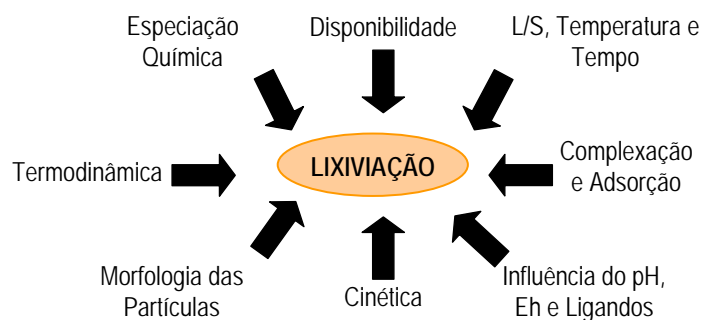 Especiação
Química
Disponibilidade
L/S, Temperatura e
Tempo
Termodinâmica
LIXIVIAÇÃO
Complexação
e Adsorção
Morfologia das
Partículas
Cinética
Influência do pH,
Eh e Ligandos